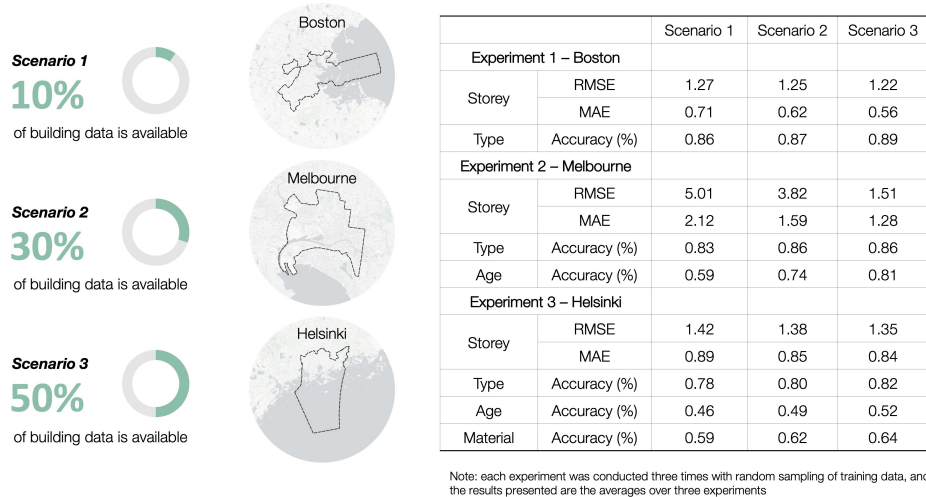 Scenario 1
10%
of building data is available
Scenario 2
30%
of building data is available
Scenario 3
50%
of building data is available
Boston
Melbourne
Helsinki
Scenario 1 Scenario 2 Scenario 3
Experiment 1 – Boston
Storey RMSE 1.27 1.25 1.22
MAE 0.71 0.62 0.56
Type Accuracy (%) 0.86 0.87 0.89
Experiment 2 – Melbourne
Storey RMSE 5.01 3.82 1.51
MAE 2.12 1.59 1.28
Type Accuracy (%) 0.83 0.86 0.86
Age Accuracy (%) 0.59 0.74 0.81
Experiment 3 – Helsinki
Storey RMSE 1.42 1.38 1.35
MAE 0.89 0.85 0.84
Type Accuracy (%) 0.78 0.80 0.82
Age Accuracy (%) 0.46 0.49 0.52
Material Accuracy (%) 0.59 0.62 0.64
Note: each experiment was conducted three times with random sampling of training data, and
the results presented are the averages over three experiments